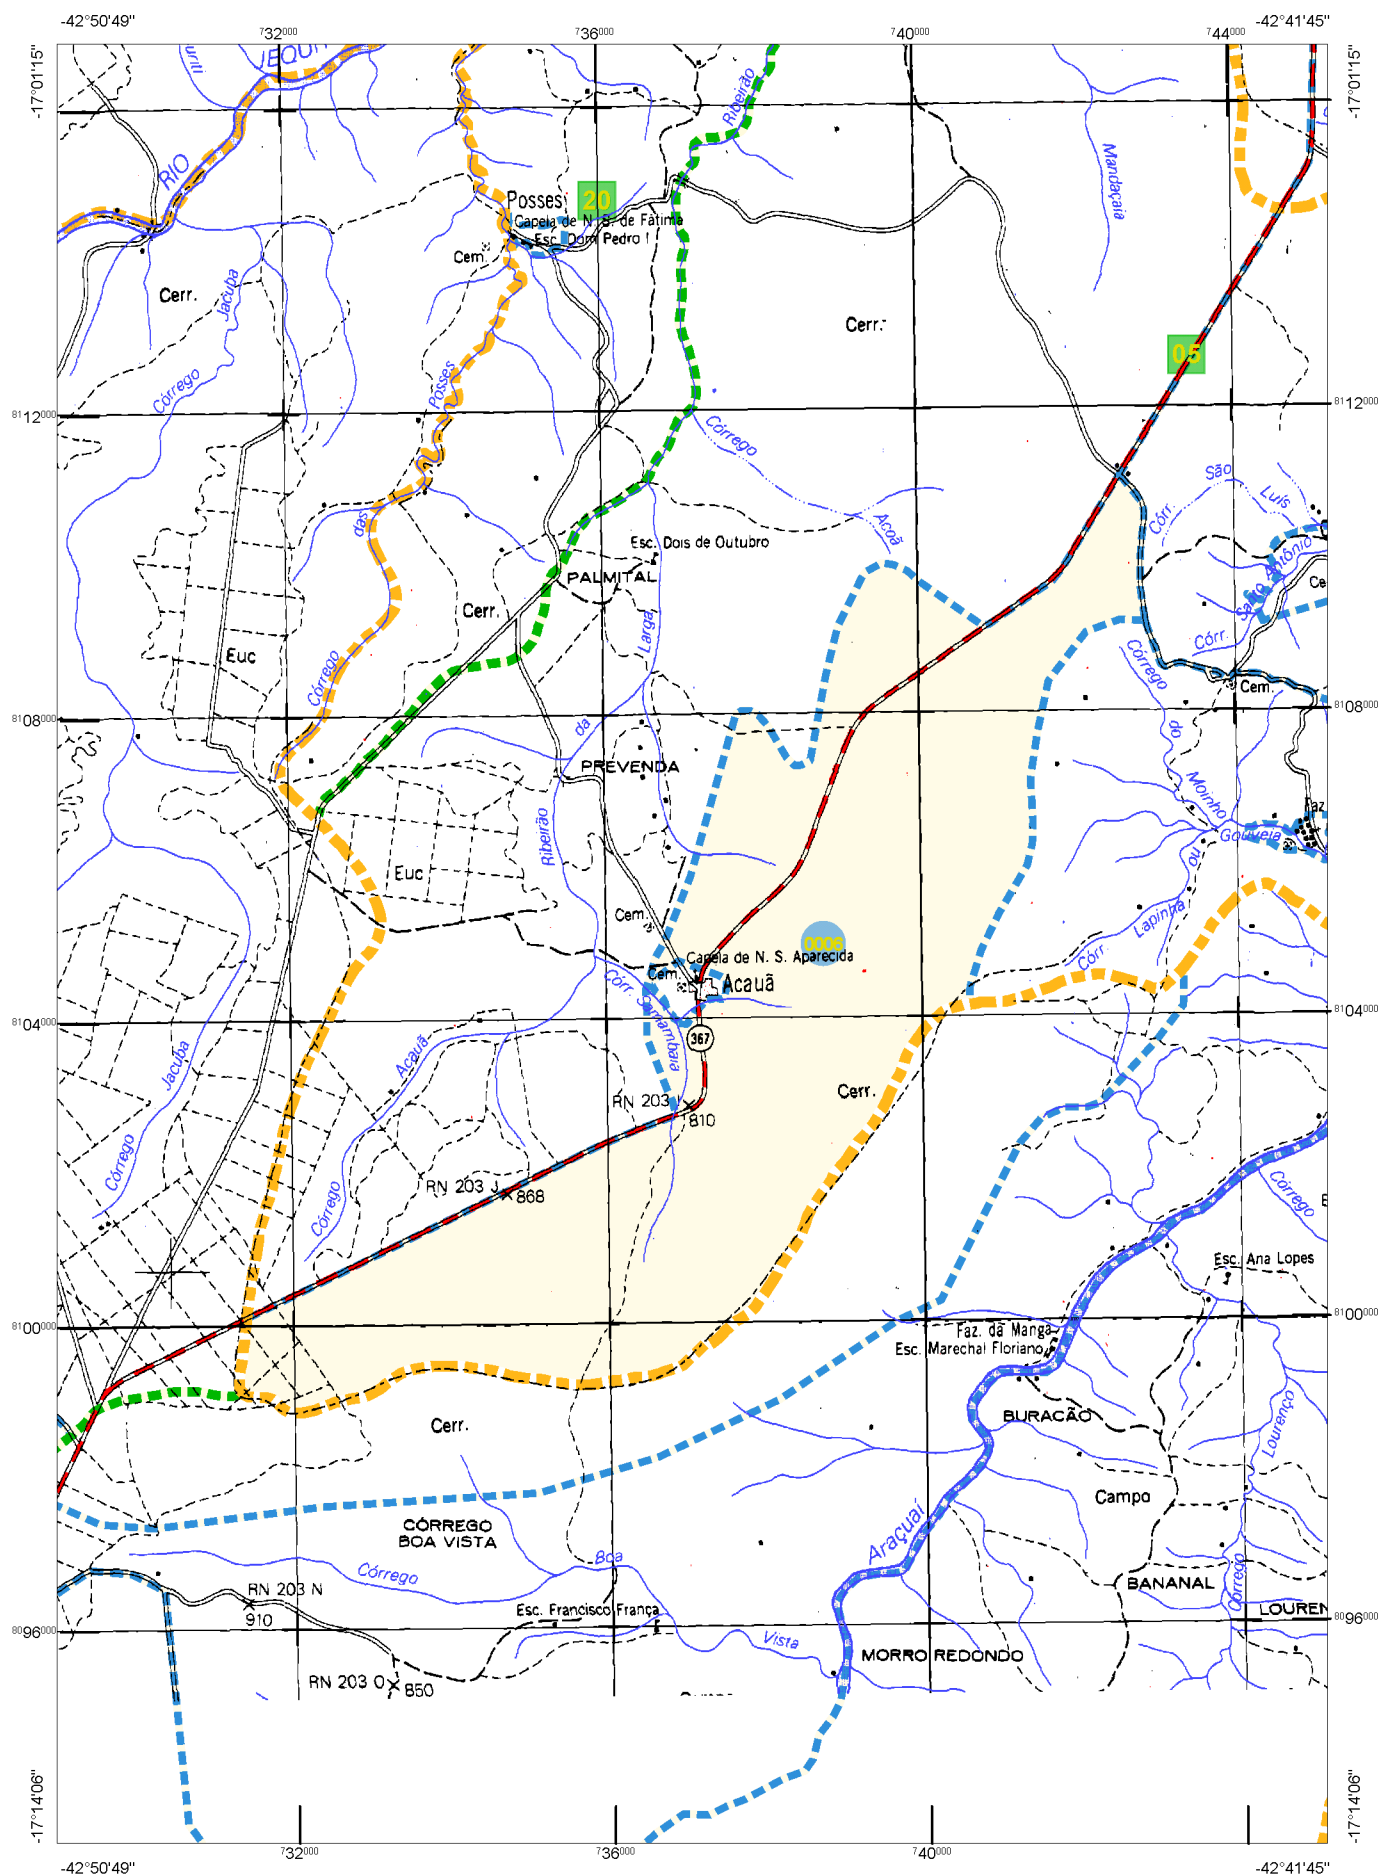 -42°50'49"
-42°41'45"
732000
736000
740000
744000
-17°01'15"
-17°01'15"
uriti
JEQUIT
RIO
Ribeirão
Mandaçaia
20
Posses
Capela de N. S. de Fátima
Esc. Dom Pedro I
Cem.
Cerr.
Jacuba
Cerr.
05
Córrego
Posses
8112000
8112000
Córrego
São
Luís
Córr.
Acoã
das
Esc. Dois de Outubro
PALMITAL
Santo Antônio
Ce
Cerr.
Larga
Córr.
Euc
Córrego
Córrego
Cem.
8108000
8108000
da
do
PREVENDA
Moinho
Faz
Gouveia
Ribeirão
ou
Euc
Cem.
Lapinha
0006
Córr.
Capela de N. S. Aparecida
Cem.
Acauã
Córr. Samambaia
8104000
8104000
367
Acauã
Jacuba
Cerr.
RN 203 I
810
Córrego
RN 203 J
868
Córrego
Córrego
E
Esc. Ana Lopes
8100000
8100000
Faz. da Manga
Esc. Marechal Floriano
BURACÃO
Lourenço
Cerr.
Campo
CÓRREGO
BOA VISTA
Araçuaí
Boa
Córrego
BANANAL
Córrego
RN 203 N
910
Esc. Francisco França
LOUREN
8096000
8096000
Vista
MORRO REDONDO
RN 203 O
850
-17°14'06"
-17°14'06"
732000
736000
740000
-42°50'49"
-42°41'45"